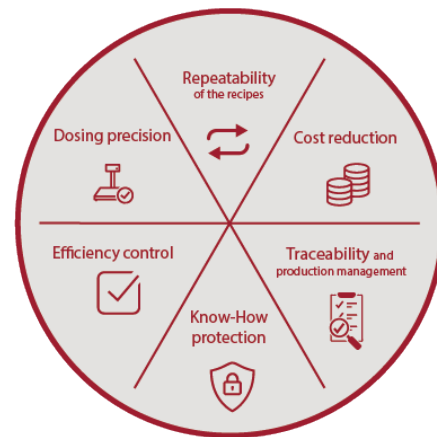 Repeatability
of the recipes
Cost reduction
Traceability and
production management
Know-How
protection
Efficiency control
Dosing precision